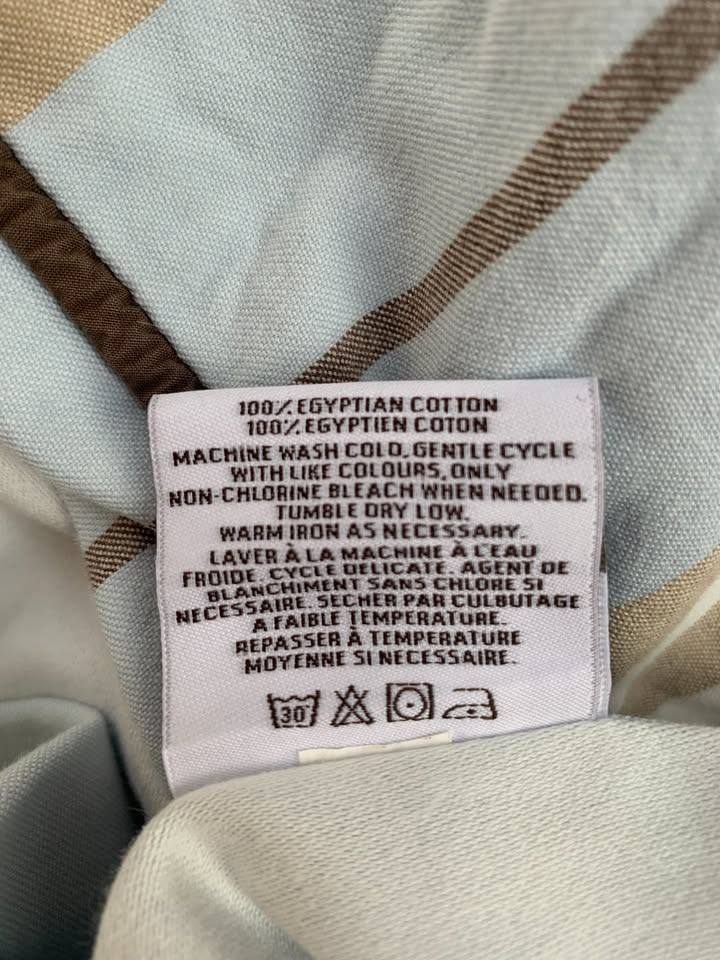 100% EGYPTIAN COTTON
100% EGYPTIEN COTON
MACHINE WASH COLD, GENTLE CYCLE
WITH LIKE COLOURS, ONLY
NON-CHLORINE BLEACH WHEN NEEDED.
TUMBLE DRY LOW.
WARM IRON AS NECESSARY.
LAVER À LA MACHINE À L'EAU
FROIDE. CYCLE DELICATE. AGENT DE
BLANCHIMENT SANS CHLORE SI
NECESSAIRE. SECHER PAR CULBUTAGE
A FAIBLE TEMPERATURE.
REPASSER À TEMPERATURE
MOYENNE SI NECESSAIRE.
30°